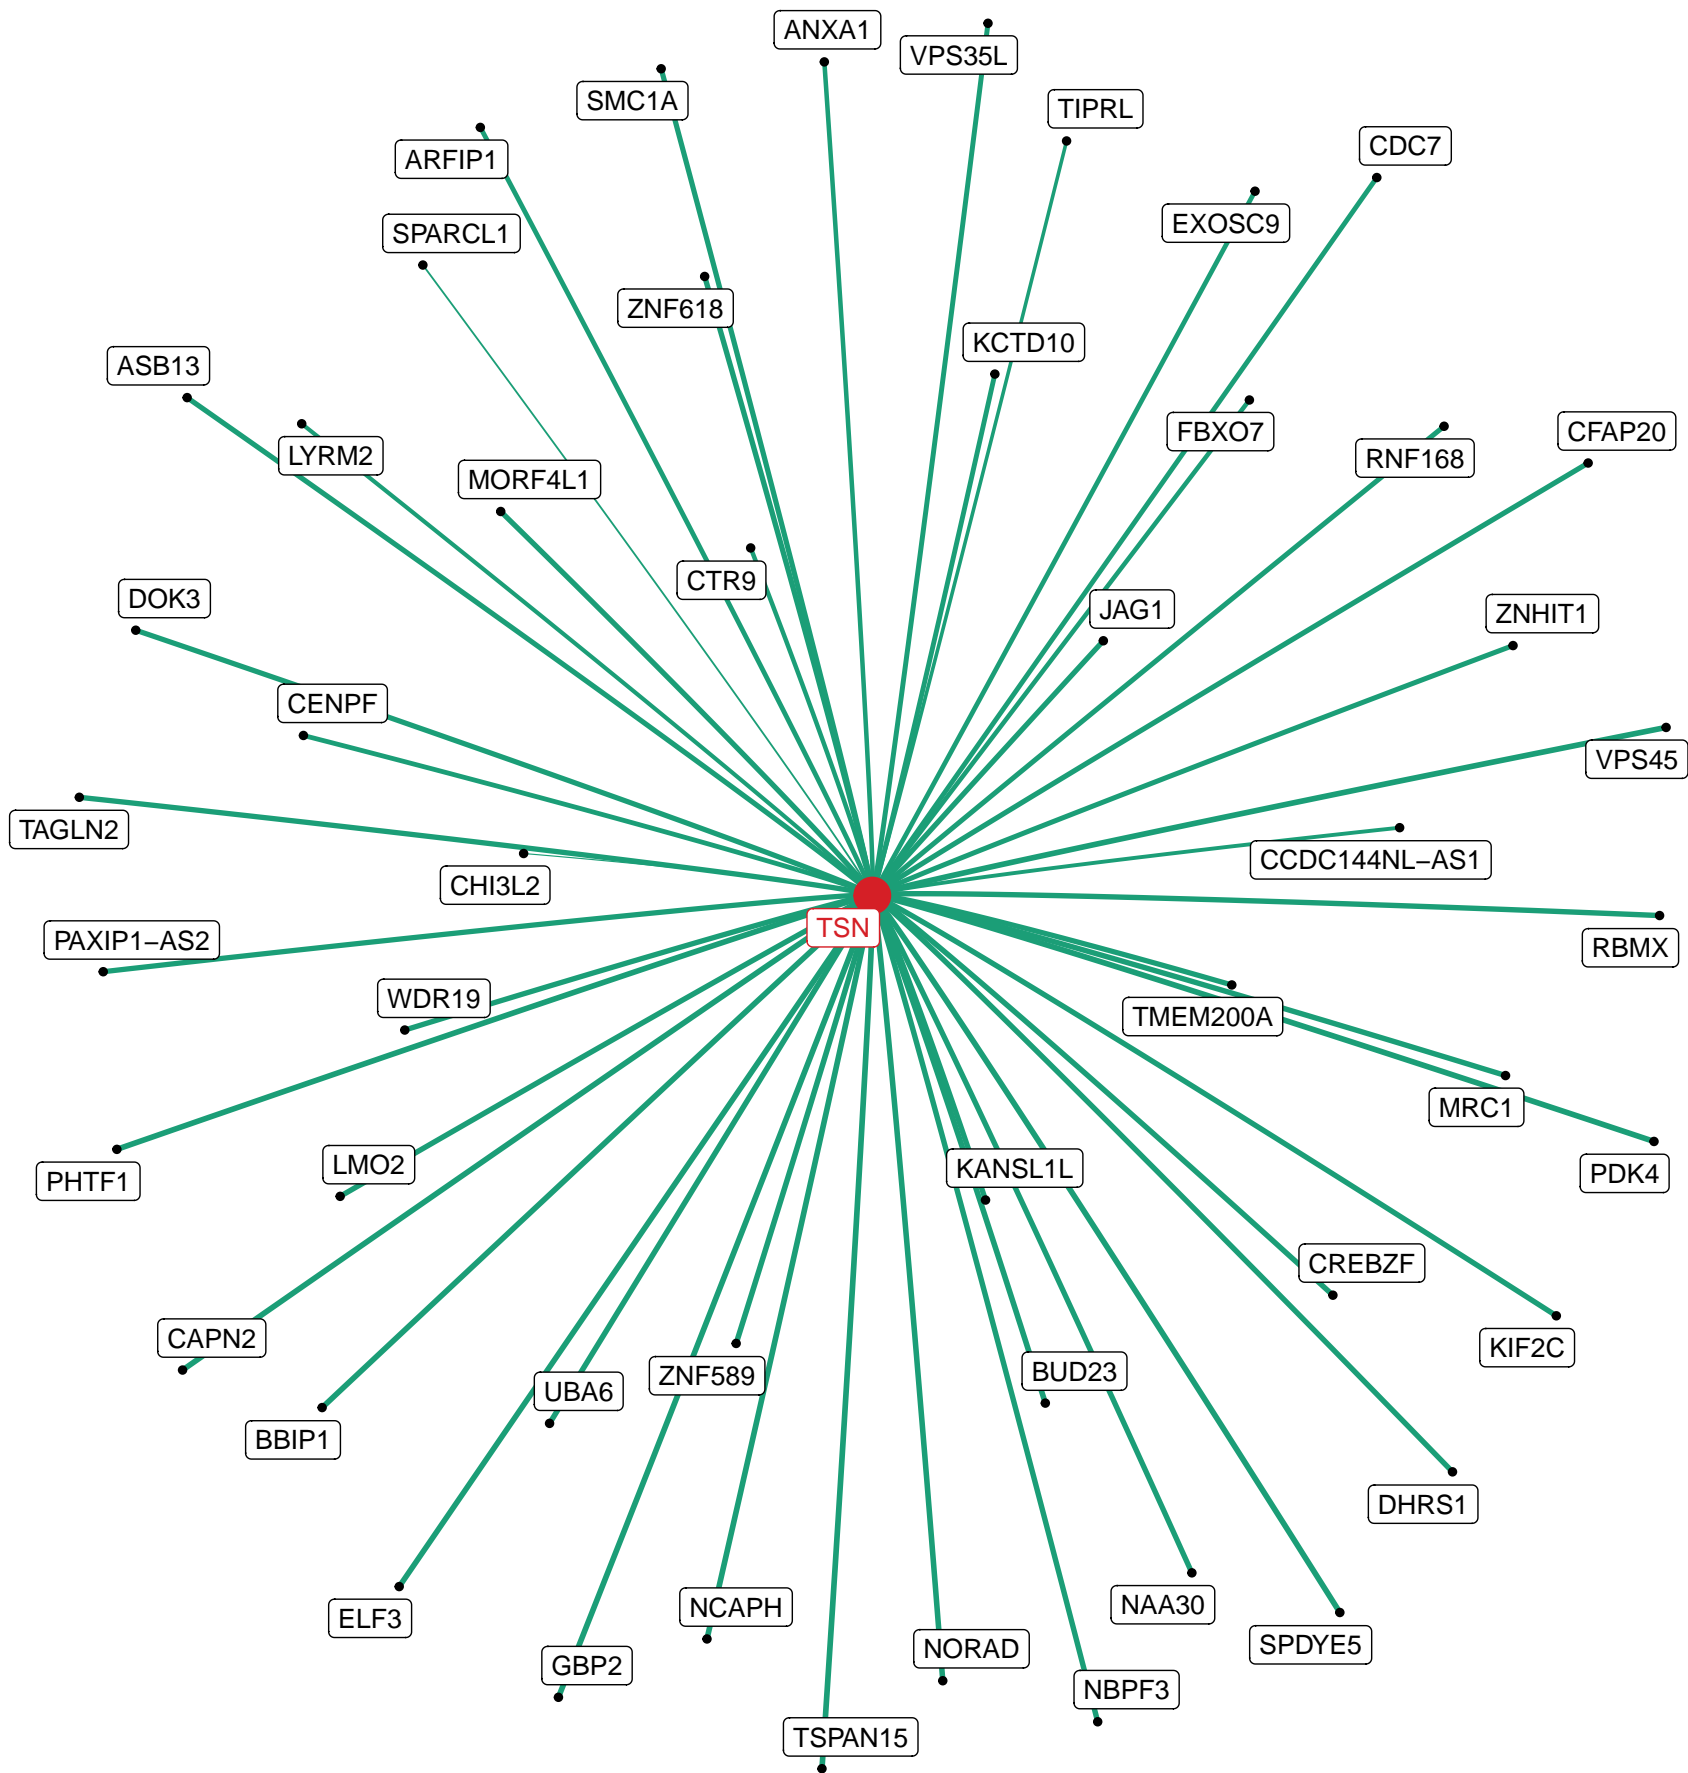 ANXA1
VPS35L
SMC1A
TIPRL
CDC7
ARFIP1
EXOSC9
SPARCL1
ZNF618
KCTD10
ASB13
FBXO7
CFAP20
LYRM2
RNF168
MORF4L1
CTR9
DOK3
JAG1
ZNHIT1
CENPF
VPS45
TAGLN2
CCDC144NL–AS1
CHI3L2
TSN
PAXIP1–AS2
RBMX
WDR19
TMEM200A
MRC1
LMO2
KANSL1L
PDK4
PHTF1
CREBZF
CAPN2
KIF2C
BUD23
ZNF589
UBA6
BBIP1
DHRS1
NAA30
NCAPH
ELF3
SPDYE5
NORAD
GBP2
NBPF3
TSPAN15